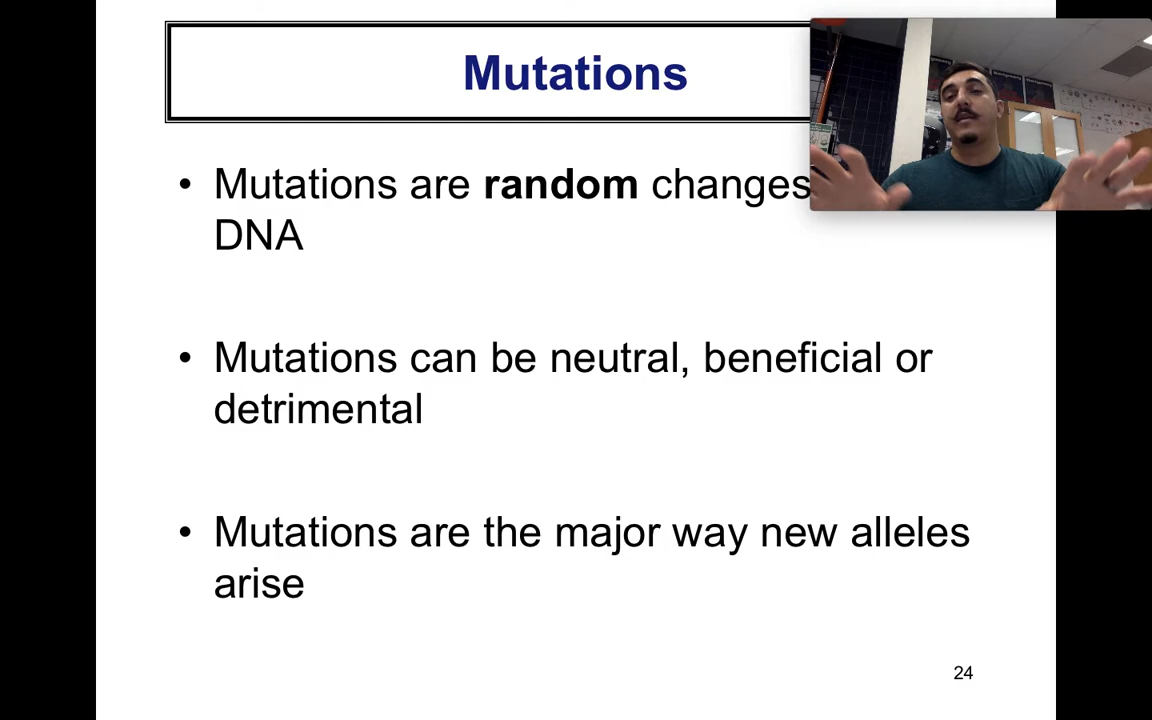 Mutations
• Mutations are random changes
DNA
• Mutations can be neutral, beneficial or
detrimental
• Mutations are the major way new alleles
arise
24